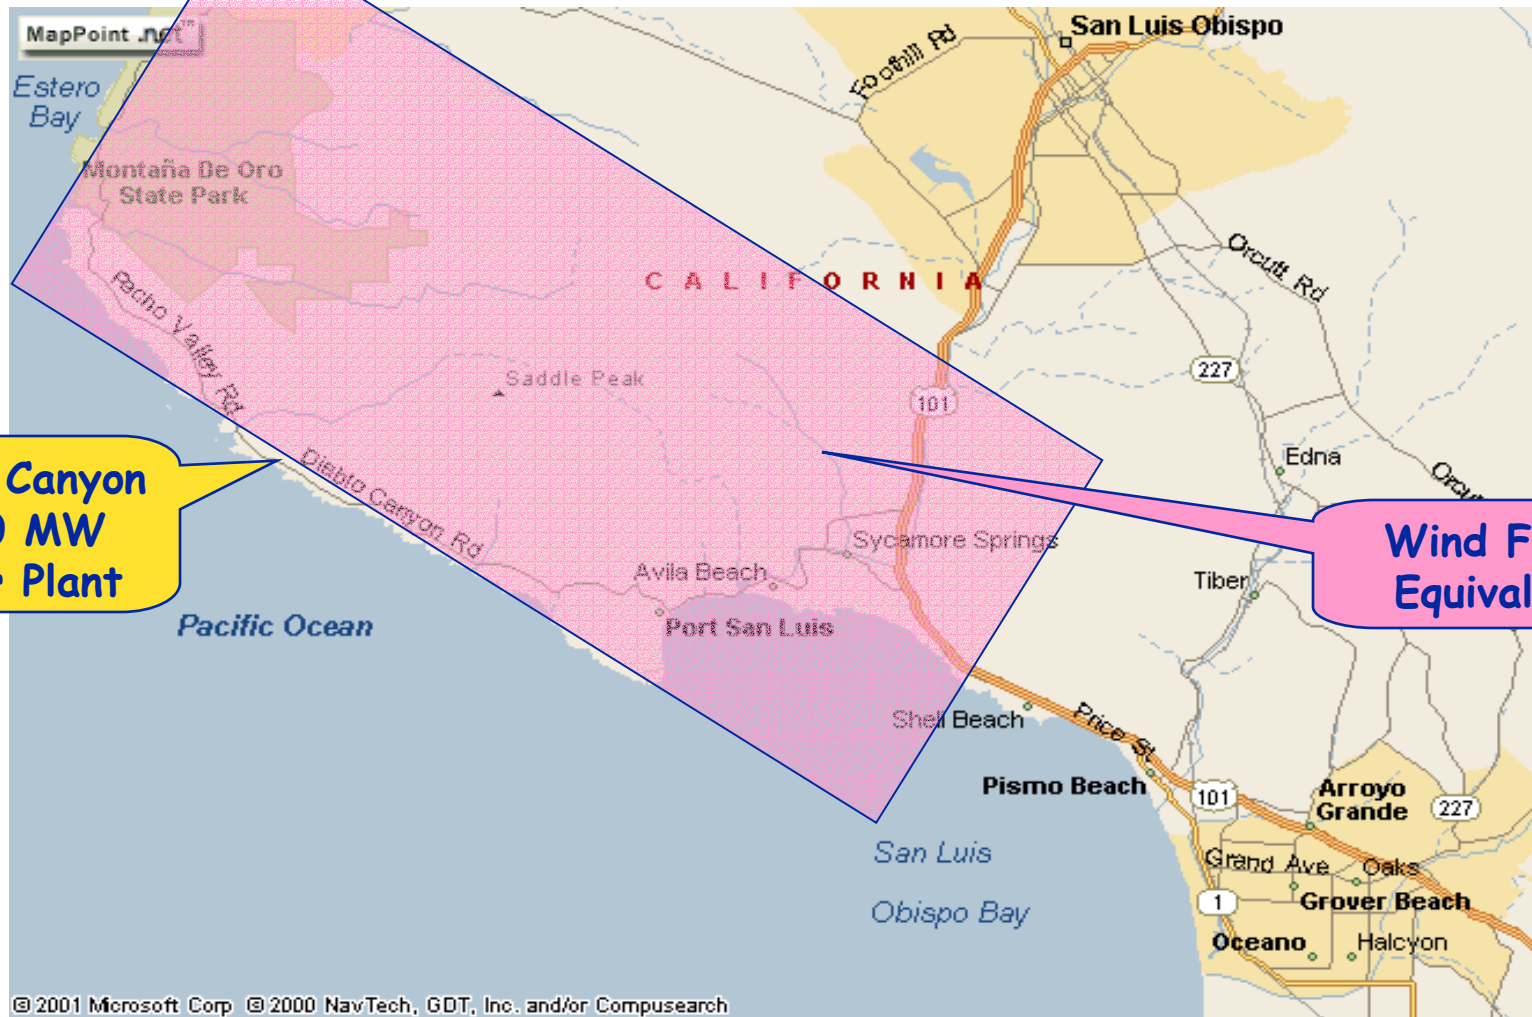 MapPoint .net™
San Luis Obispo
Foothill Rd
Estero
Bay
Montaña De Oro
State Park
Orcutt Rd
CALIFORNIA
Pecho Valley Rd
Saddle Peak
227
101
Canyon
MW
Plant
Diablo Canyon Rd
Edna
Wind F
Equival
Sycamore Springs
Avila Beach
Tiber
Port San Luis
Pacific Ocean
Shell Beach
Price St
Pismo Beach
101
Arroyo
Grande
227
San Luis
Obispo Bay
Grand Ave
Oaks
1
Grover Beach
Oceano
Halcyon
© 2001 Microsoft Corp © 2000 NavTech, GDT, Inc. and/or Compusearch